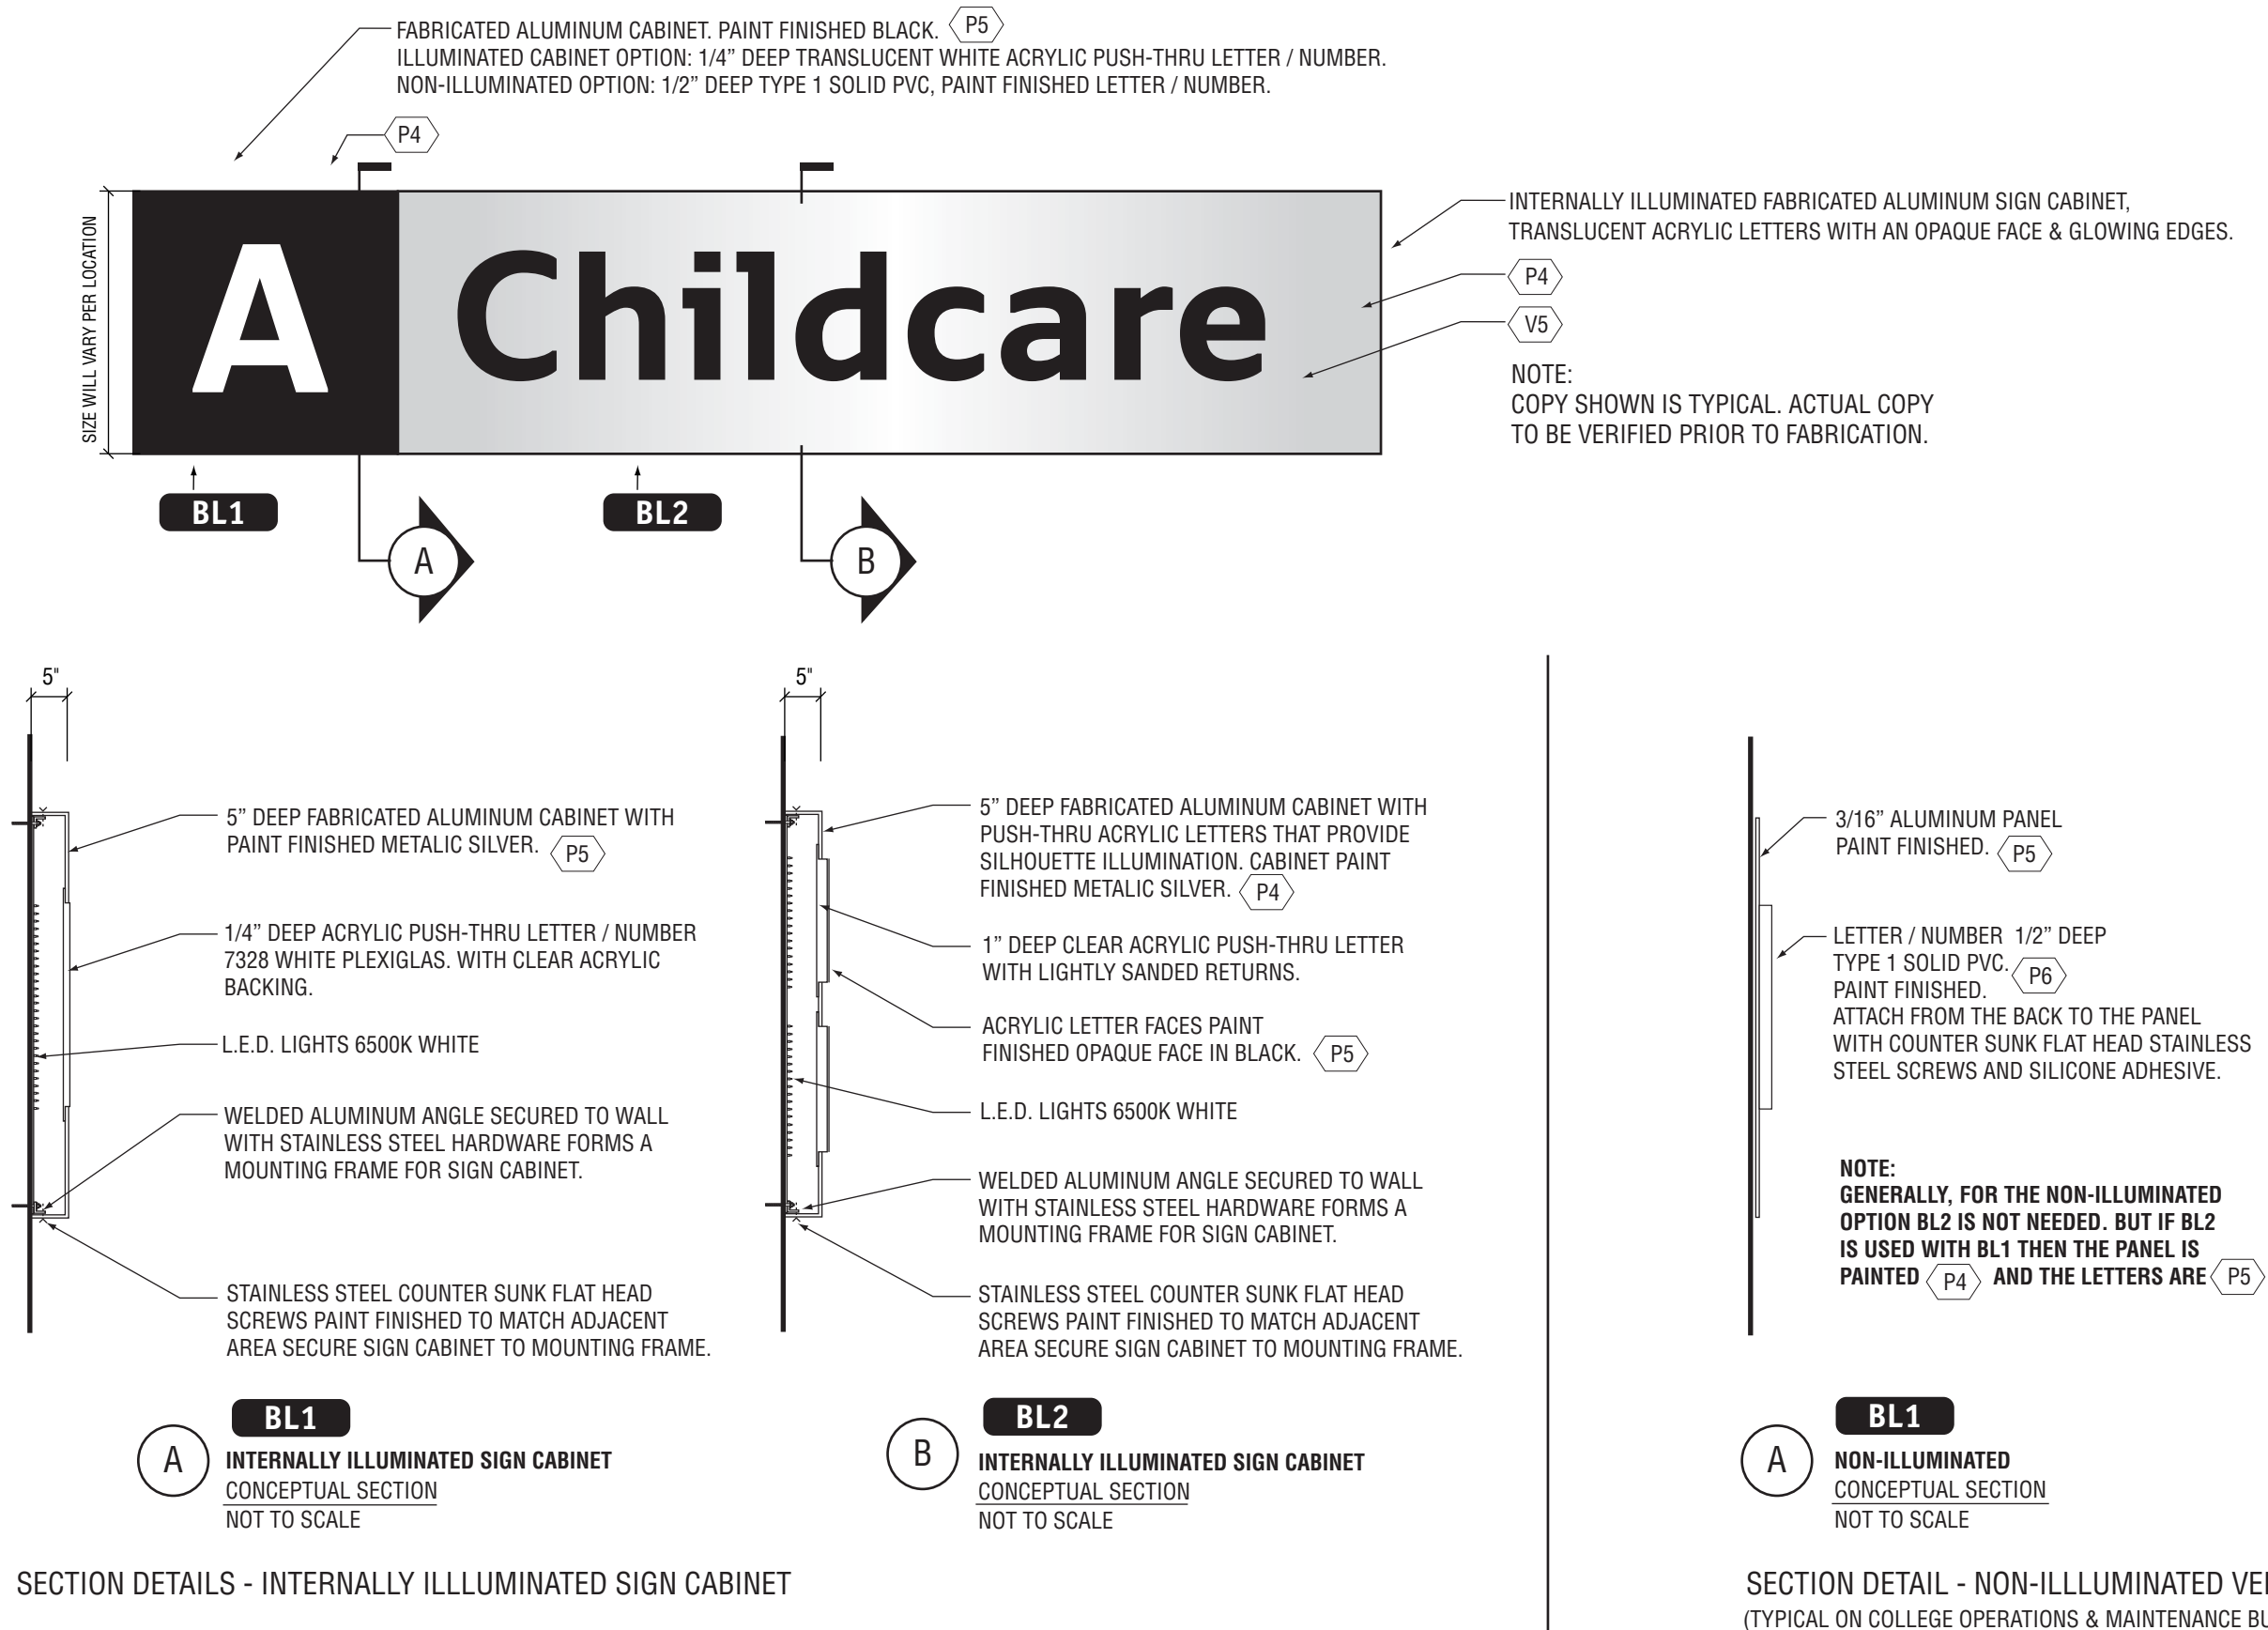 FABRICATED ALUMINUM CABINET. PAINT FINISHED BLACK. P5
ILLUMINATED CABINET OPTION: 1/4” DEEP TRANSLUCENT WHITE ACRYLIC PUSH-THRU LETTER / NUMBER.
NON-ILLUMINATED OPTION: 1/2” DEEP TYPE 1 SOLID PVC, PAINT FINISHED LETTER / NUMBER.
P4
SIZE WILL VARY PER LOCATION
A Childcare
INTERNALLY ILLUMINATED FABRICATED ALUMINUM SIGN CABINET,
TRANSLUCENT ACRYLIC LETTERS WITH AN OPAQUE FACE & GLOWING EDGES.
P4
V5
NOTE:
COPY SHOWN IS TYPICAL. ACTUAL COPY
TO BE VERIFIED PRIOR TO FABRICATION.
BL1
BL2
A
B
5"
5” DEEP FABRICATED ALUMINUM CABINET WITH
PAINT FINISHED METALIC SILVER. P5
1/4” DEEP ACRYLIC PUSH-THRU LETTER / NUMBER
7328 WHITE PLEXIGLAS. WITH CLEAR ACRYLIC
BACKING.
L.E.D. LIGHTS 6500K WHITE
WELDED ALUMINUM ANGLE SECURED TO WALL
WITH STAINLESS STEEL HARDWARE FORMS A
MOUNTING FRAME FOR SIGN CABINET.
STAINLESS STEEL COUNTER SUNK FLAT HEAD
SCREWS PAINT FINISHED TO MATCH ADJACENT
AREA SECURE SIGN CABINET TO MOUNTING FRAME.
BL1
A
INTERNALLY ILLUMINATED SIGN CABINET
CONCEPTUAL SECTION
NOT TO SCALE
5"
5” DEEP FABRICATED ALUMINUM CABINET WITH
PUSH-THRU ACRYLIC LETTERS THAT PROVIDE
SILHOUETTE ILLUMINATION. CABINET PAINT
FINISHED METALIC SILVER. P4
1” DEEP CLEAR ACRYLIC PUSH-THRU LETTER
WITH LIGHTLY SANDED RETURNS.
ACRYLIC LETTER FACES PAINT
FINISHED OPAQUE FACE IN BLACK. P5
L.E.D. LIGHTS 6500K WHITE
WELDED ALUMINUM ANGLE SECURED TO WALL
WITH STAINLESS STEEL HARDWARE FORMS A
MOUNTING FRAME FOR SIGN CABINET.
STAINLESS STEEL COUNTER SUNK FLAT HEAD
SCREWS PAINT FINISHED TO MATCH ADJACENT
AREA SECURE SIGN CABINET TO MOUNTING FRAME.
BL2
B
INTERNALLY ILLUMINATED SIGN CABINET
CONCEPTUAL SECTION
NOT TO SCALE
SECTION DETAILS - INTERNALLY ILLLUMINATED SIGN CABINET
3/16” ALUMINUM PANEL
PAINT FINISHED. P5
LETTER / NUMBER 1/2” DEEP
TYPE 1 SOLID PVC. P6
PAINT FINISHED.
ATTACH FROM THE BACK TO THE PANEL
WITH COUNTER SUNK FLAT HEAD STAINLESS
STEEL SCREWS AND SILICONE ADHESIVE.
NOTE:
GENERALLY, FOR THE NON-ILLUMINATED
OPTION BL2 IS NOT NEEDED. BUT IF BL2
IS USED WITH BL1 THEN THE PANEL IS
PAINTED P4 AND THE LETTERS ARE P5
BL1
A
NON-ILLUMINATED
CONCEPTUAL SECTION
NOT TO SCALE
SECTION DETAIL - NON-ILLLUMINATED
(TYPICAL ON COLLEGE OPERATIONS & MAINTENANCE